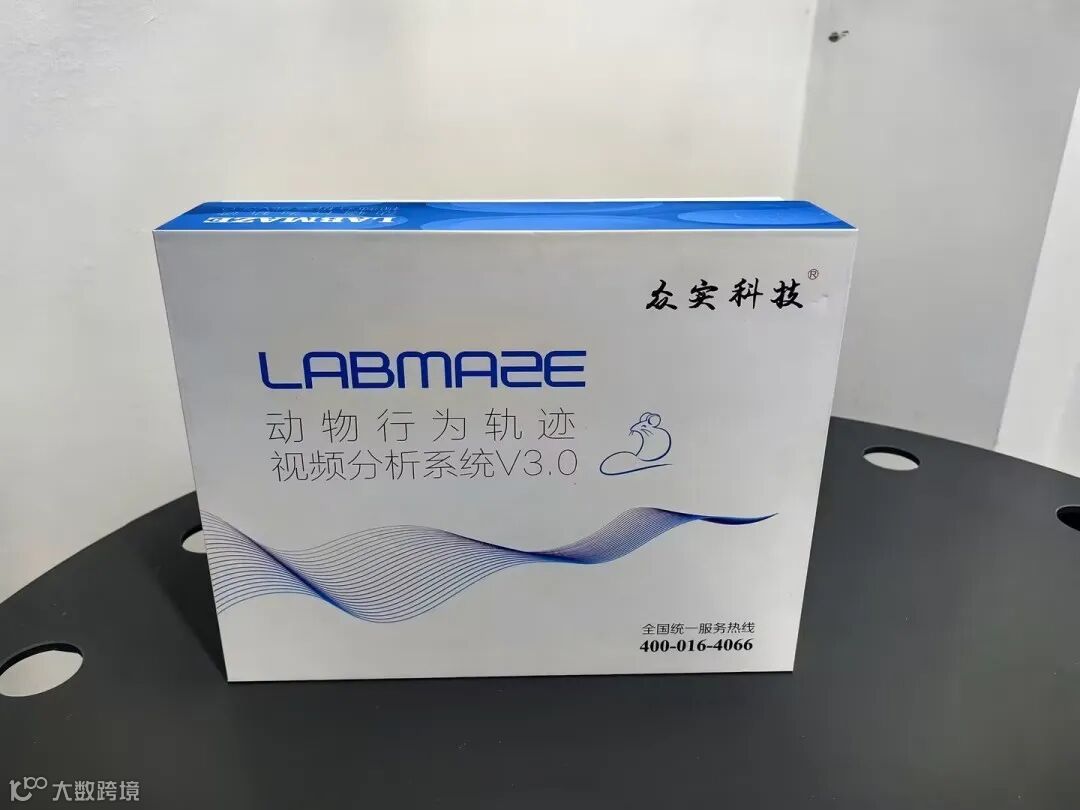 LABMAZE
众实科技®
LABMAZE
动物行为轨迹
视频分析系统V3.0
全国统一服务热线
400-016-4066
大数跨境